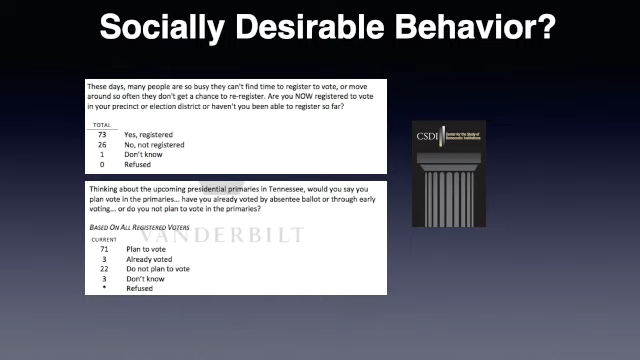 Socially Desirable Behavior?
These days, many people are so busy they can't find time to register to vote, or move
around so often they don't get a chance to re-register. Are you NOW registered to vote
in your precinct or election district or haven't you been able to register so far?
TOTAL
73 Yes, registered
26 No, not registered
1 Don't know
0 Refused
CSDI Center for the Study of
Democratic Institutions
Thinking about the upcoming presidential primaries in Tennessee, would you say you
plan vote in the primaries... have you already voted by absentee ballot or through early
voting... or do you not plan to vote in the primaries?
BASED ON ALL REGISTERED VOTERS
VANDERBILT
CURRENT
71 Plan to vote
3 Already voted
22 Do not plan to vote
3 Don't know
* Refused